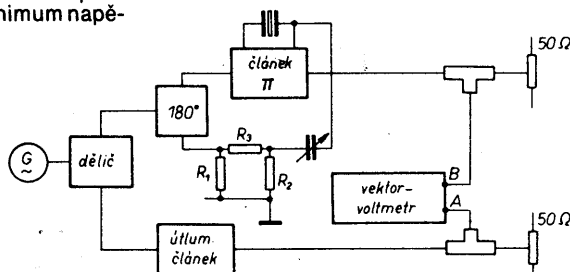 nimum napě-
50 Ω
článek
π
180°
R3
B
G
~
dělič
R1
R2
vektor-
voltmetr
A
50 Ω
útlum
článek